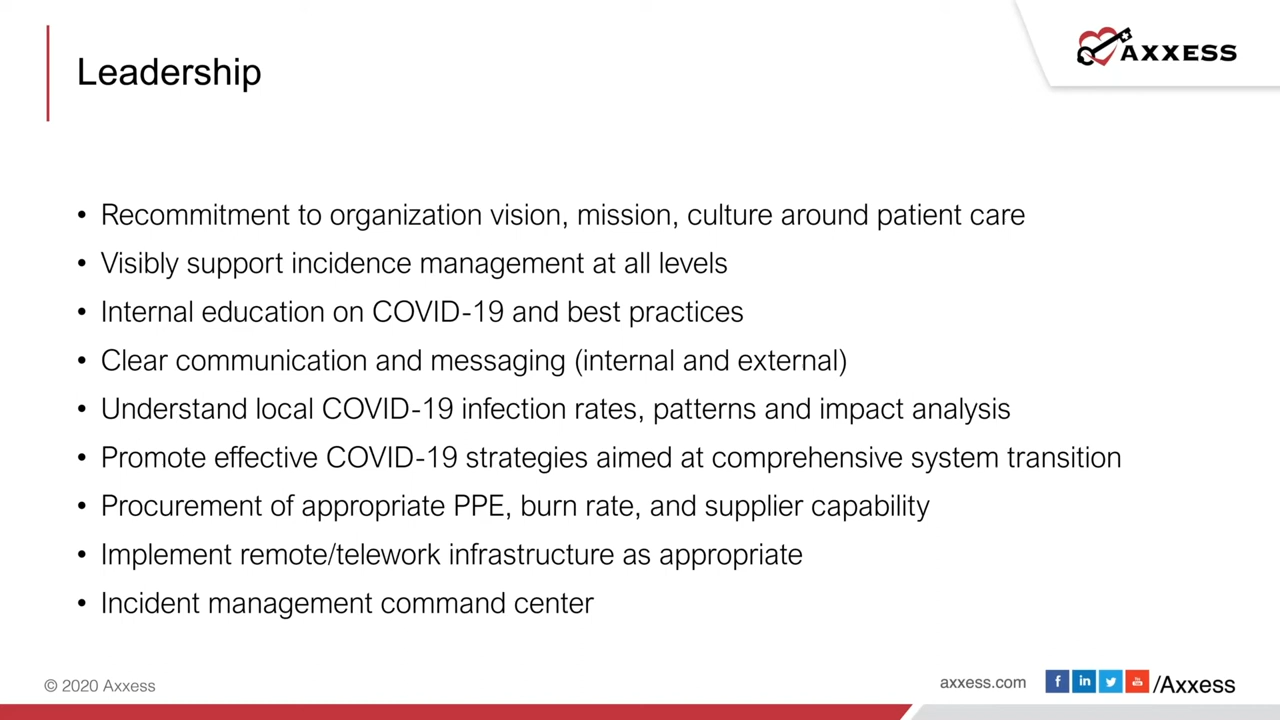 Leadership
AXXESS
• Recommitment to organization vision, mission, culture around patient care
• Visibly support incidence management at all levels
• Internal education on COVID-19 and best practices
• Clear communication and messaging (internal and external)
• Understand local COVID-19 infection rates, patterns and impact analysis
• Promote effective COVID-19 strategies aimed at comprehensive system transition
• Procurement of appropriate PPE, burn rate, and supplier capability
• Implement remote/telework infrastructure as appropriate
• Incident management command center
© 2020 Axxess
axxess.com f in /Axxess